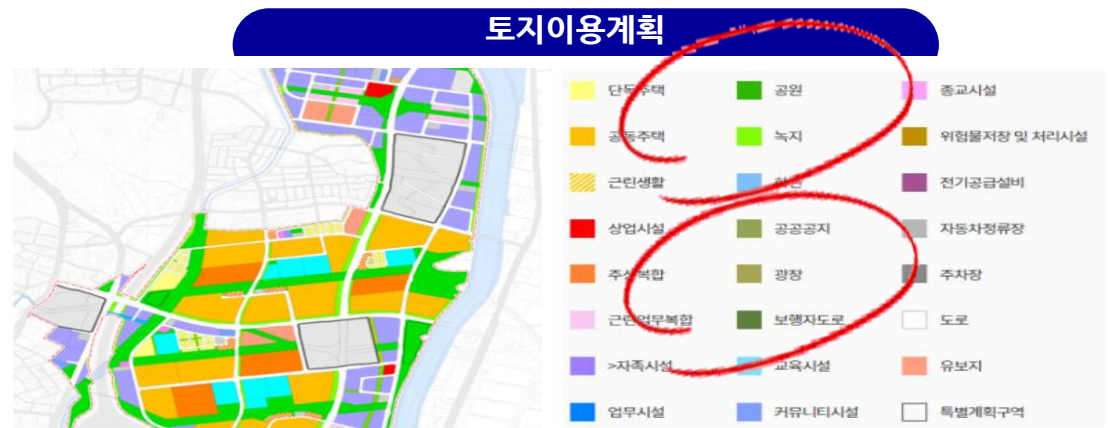 토지이용계획
단독주택 공원 종교시설
공동주택 녹지 위험물저장 및 처리시설
근린생활 하천 전기공급설비
상업시설 공공공지 자동차정류장
주상복합 광장 주차장
근린업무복합 보행자도로 도로
>자족시설 교육시설 유보지
업무시설 커뮤니티시설 특별계획구역